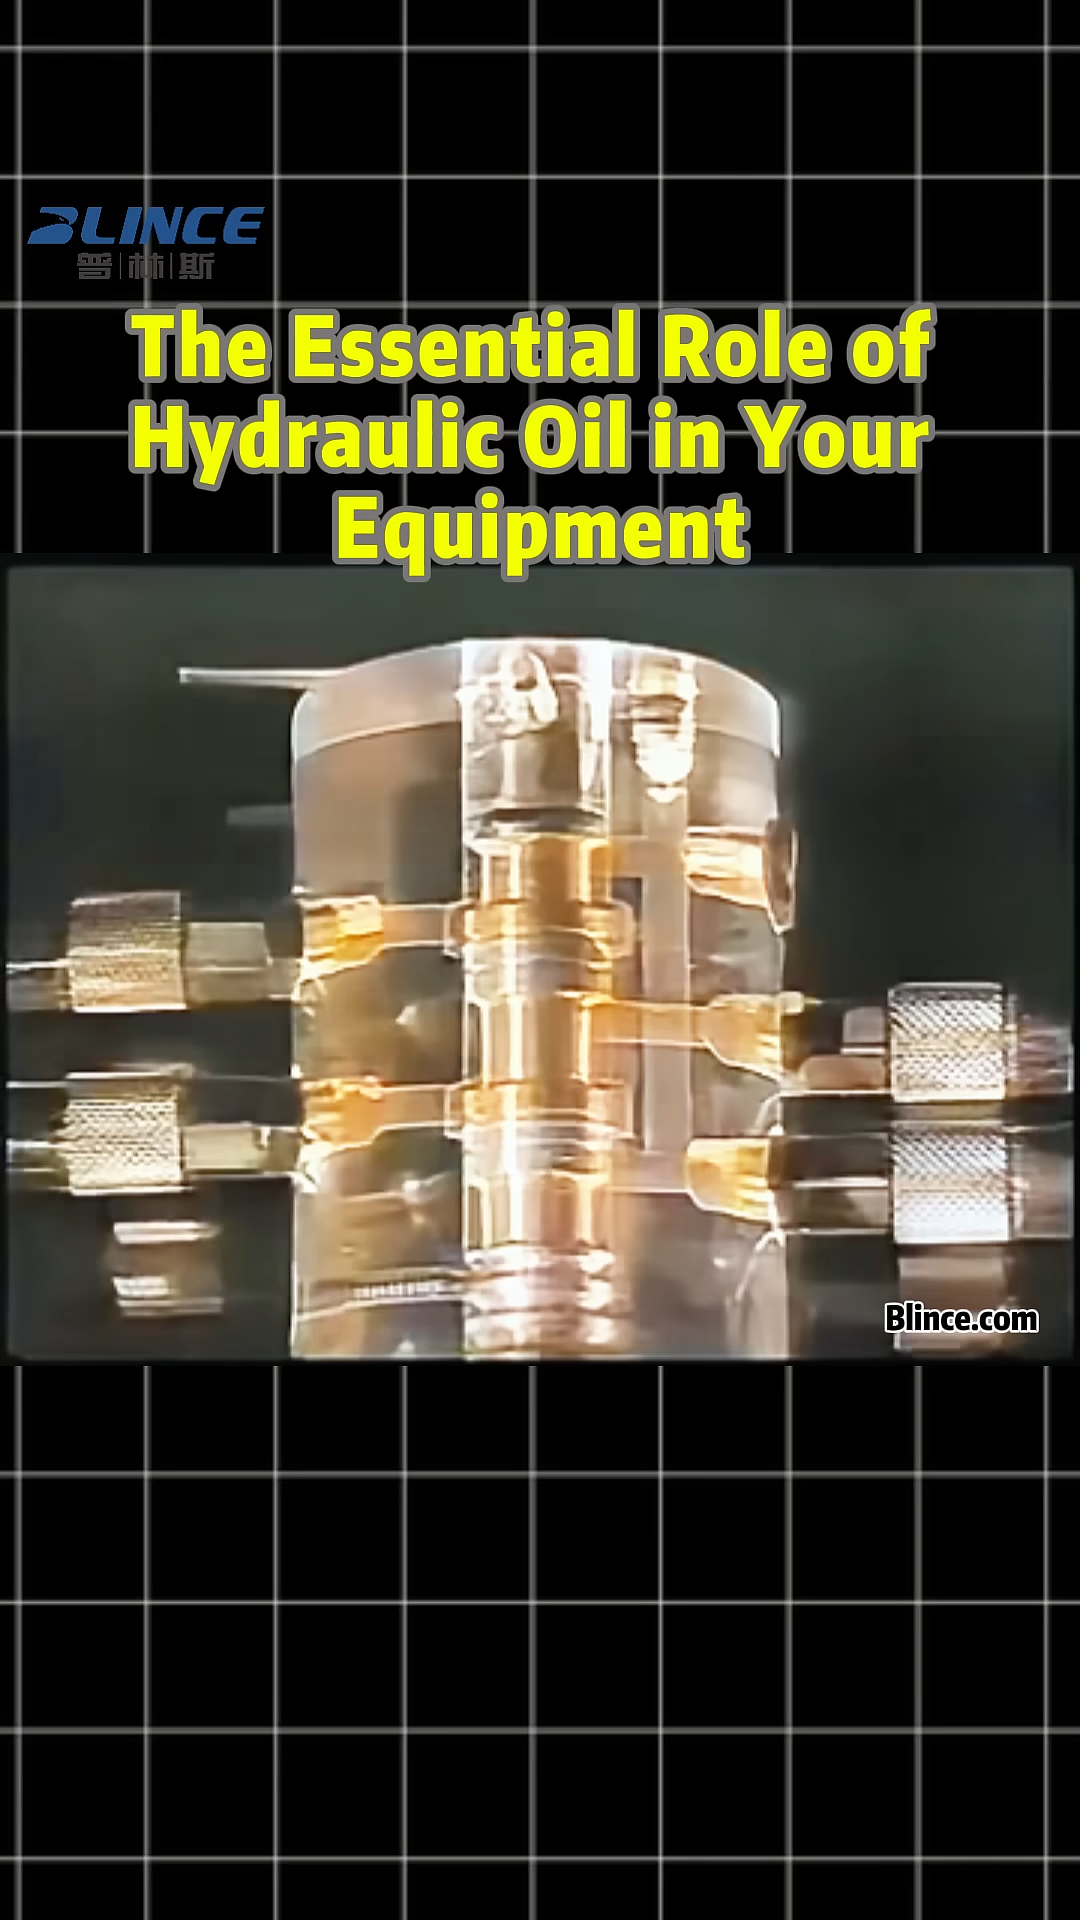 BLINCE
普林斯
The Essential Role of
Hydraulic Oil in Your
Equipment
Blince.com